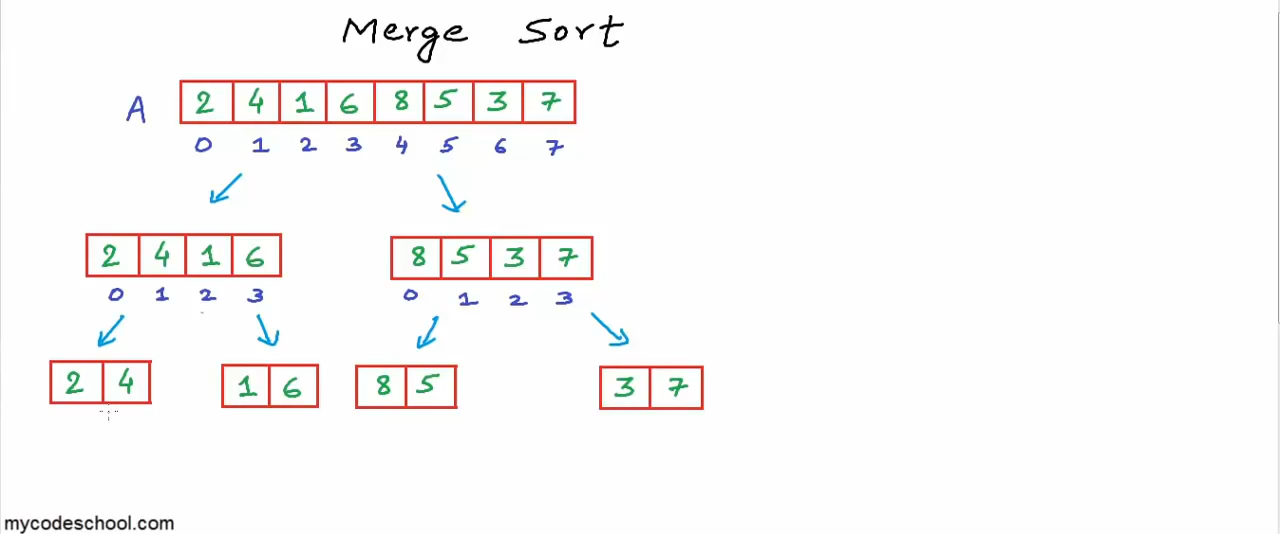 Merge Sort
A 2 4 1 6 8 5 3 7
0 1 2 3 4 5 6 7
2 4 1 6 8 5 3 7
0 1 2 3 0 1 2 3
2 4 1 6 8 5 3 7
mycodeschool.com